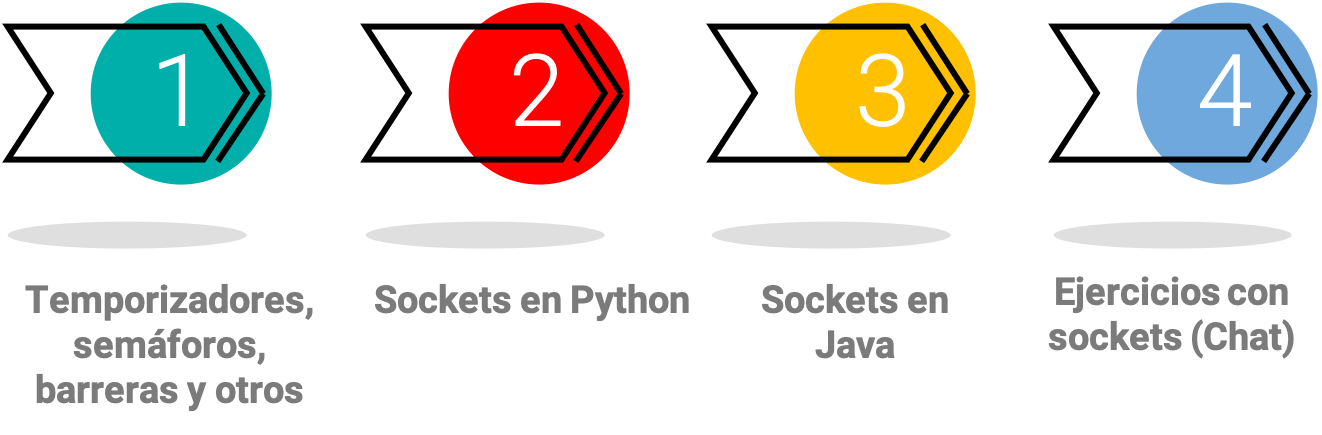 1
Temporizadores,
semáforos,
barreras y otros
2
Sockets en Python
3
Sockets en
Java
4
Ejercicios con
sockets (Chat)